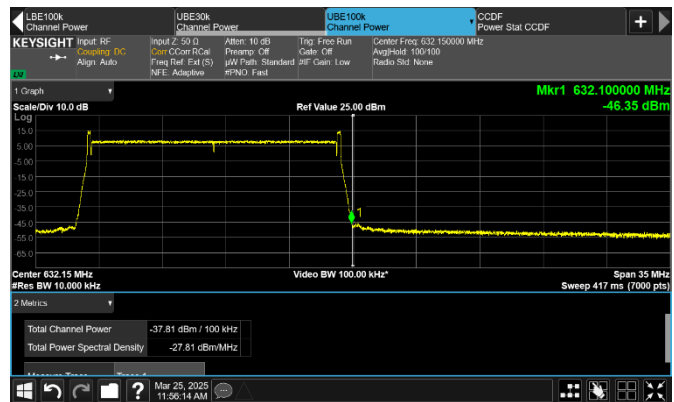 LBE100k
Channel Power
UBE30k
Channel Power
UBE100k
Channel Power
CCDF
Power Stat CCDF
KEYSIGHT
Input: RF
Coupling: DC
Align: Auto
Input Z: 50 Ω
Corr CCorr RCal
Freq Ref: Ext (S)
NFE: Adaptive
Atten: 10 dB
Preamp: Off
µW Path: Standard
#PNO: Fast
Trig: Free Run
Gate: Off
#IF Gain: Low
Center Freq: 632.150000 MHz
Avg|Hold: 100/100
Radio Std: None
LXI
1 Graph
Mkr1 632.100000 MHz
-46.35 dBm
Scale/Div 10.0 dB
Ref Value 25.00 dBm
Log
15.0
5.00
-5.00
-15.0
-25.0
-35.0
-45.0
-55.0
-65.0
1
Center 632.15 MHz
Video BW 100.00 kHz*
Span 35 MHz
#Res BW 10.000 kHz
Sweep 417 ms (7000 pts)
2 Metrics
Total Channel Power -37.81 dBm / 100 kHz
Total Power Spectral Density -27.81 dBm/MHz
Mar 25, 2025
11:56:14 AM